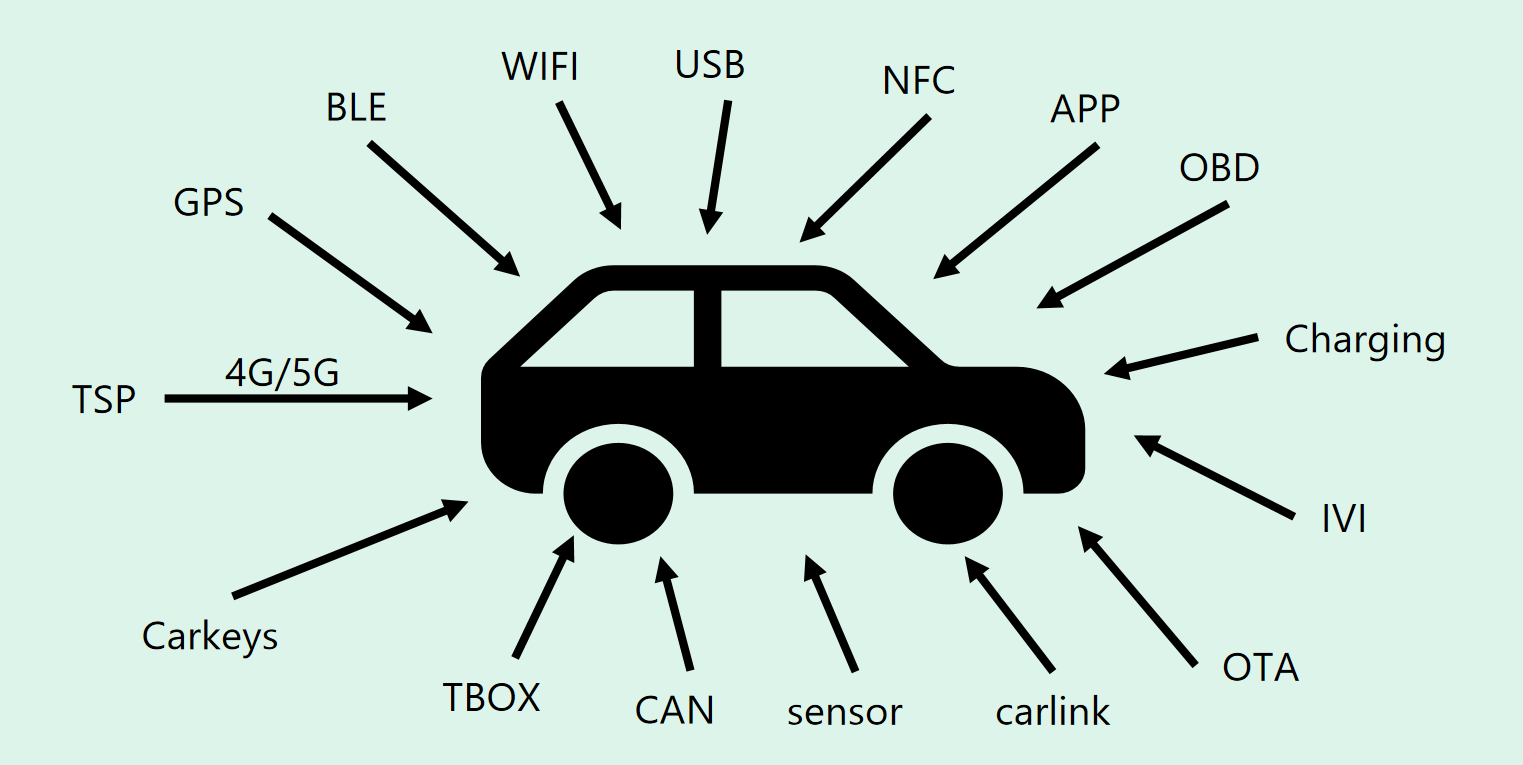 WIFI
USB
NFC
BLE
APP
OBD
GPS
Charging
4G/5G
TSP
IVI
Carkeys
OTA
TBOX
CAN
sensor
carlink